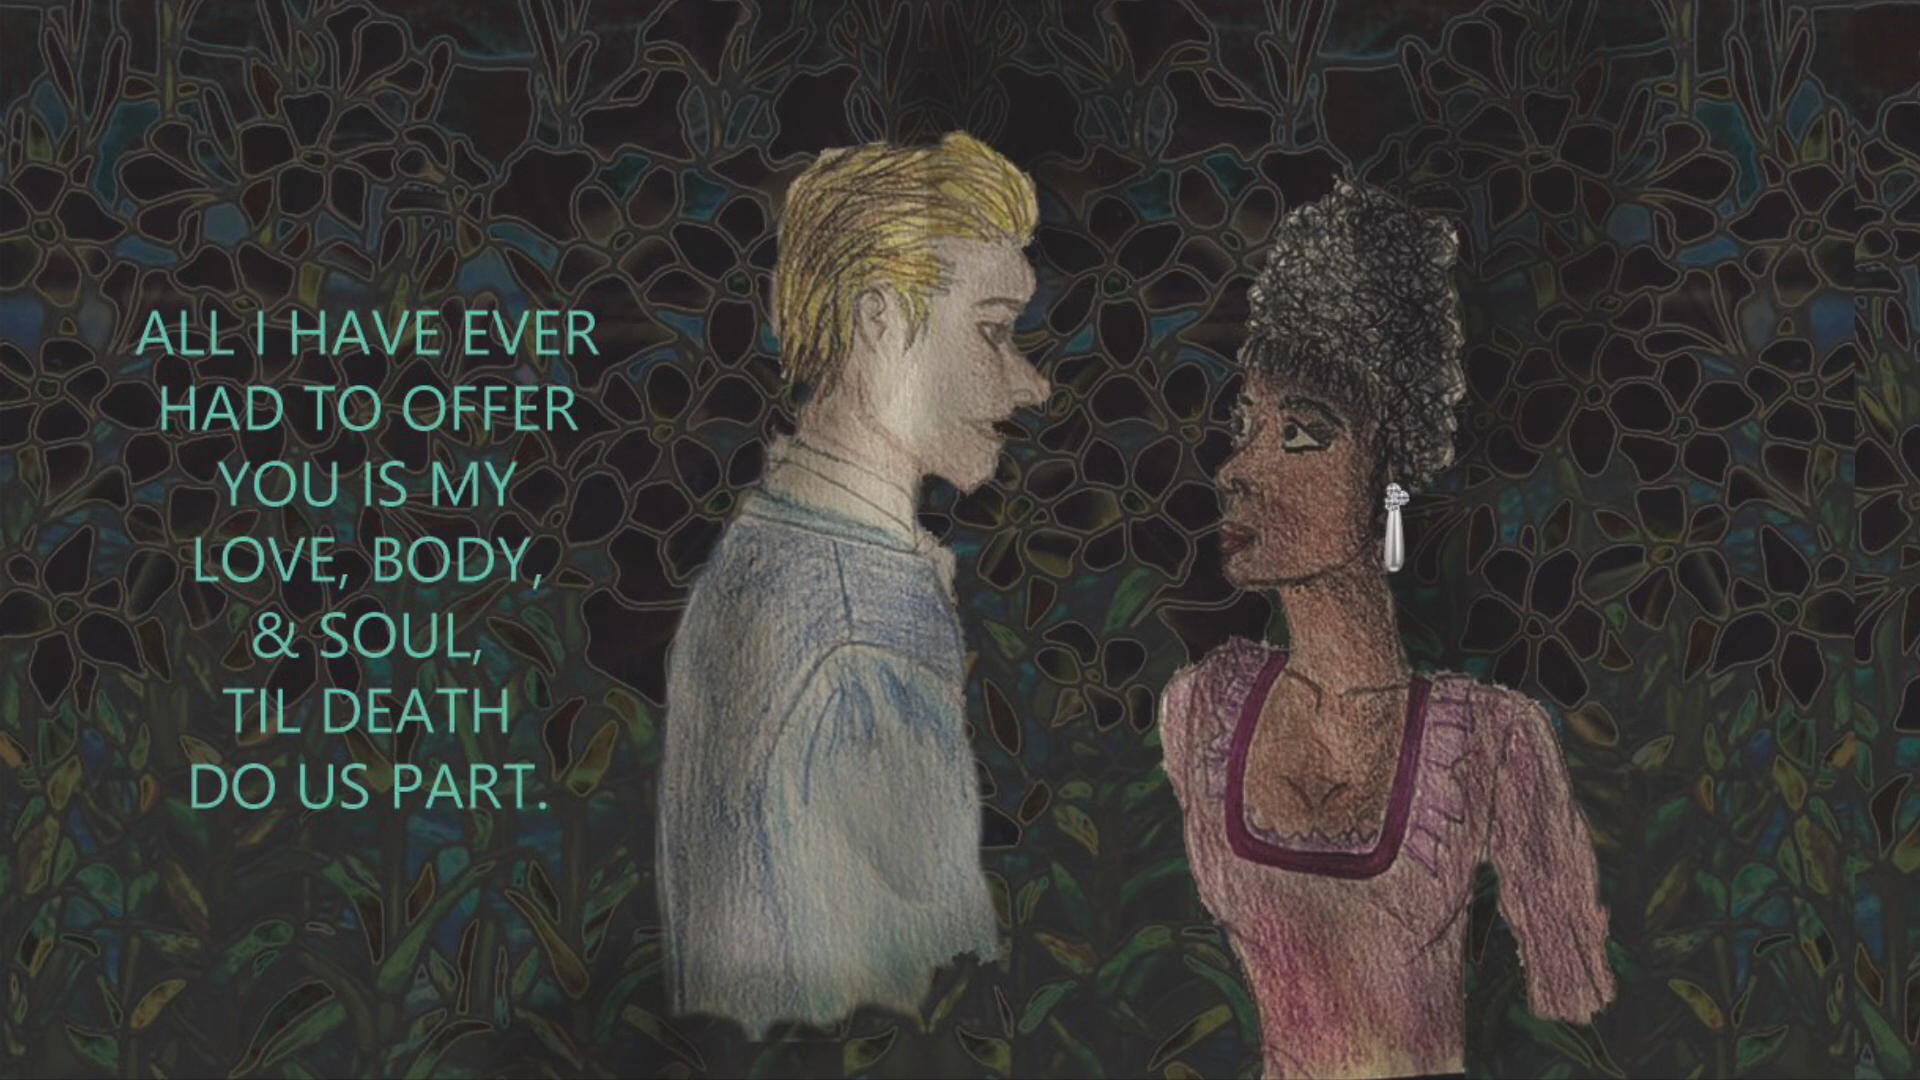 ALL I HAVE EVER
HAD TO OFFER
YOU IS MY
LOVE, BODY,
& SOUL,
TIL DEATH
DO US PART.